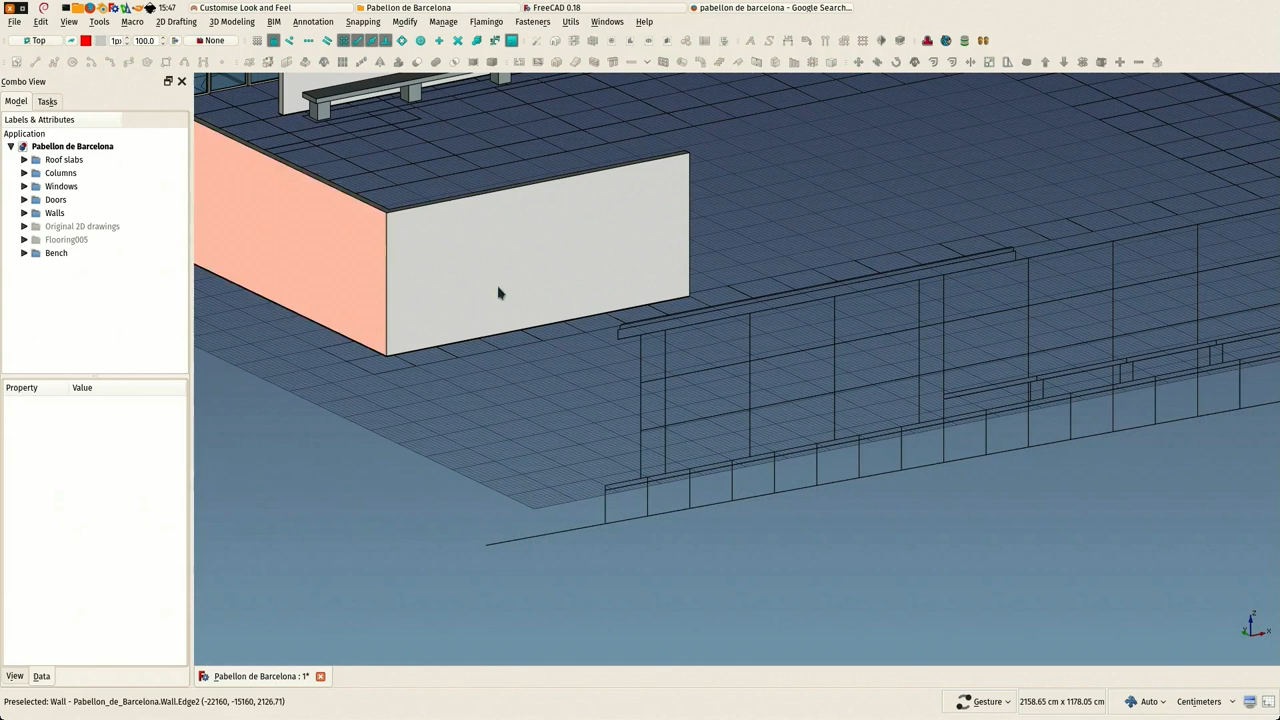 15:47
Customise Look and Feel
Pabellon de Barcelona
FreeCAD 0.18
pabellon de barcelona - Google Search...
File Edit View Tools Macro 2D Drafting 3D Modeling BIM Annotation Snapping Modify Manage Flamingo Fasteners Utils Windows Help
Top
1p
100.0
None
Combo View
Model Tasks
Labels & Attributes
Application
Pabellon de Barcelona
Roof slabs
Columns
Windows
Doors
Walls
Original 2D drawings
Flooring005
Bench
Property Value
View Data
Pabellon de Barcelona : 1*
Preselected: Wall - Pabellon_de_Barcelona.Wall.Edge2 (-22160, -15160, 2126.71)
Gesture
2158.65 cm x 1178.05 cm
Auto
Centimeters
Z
X